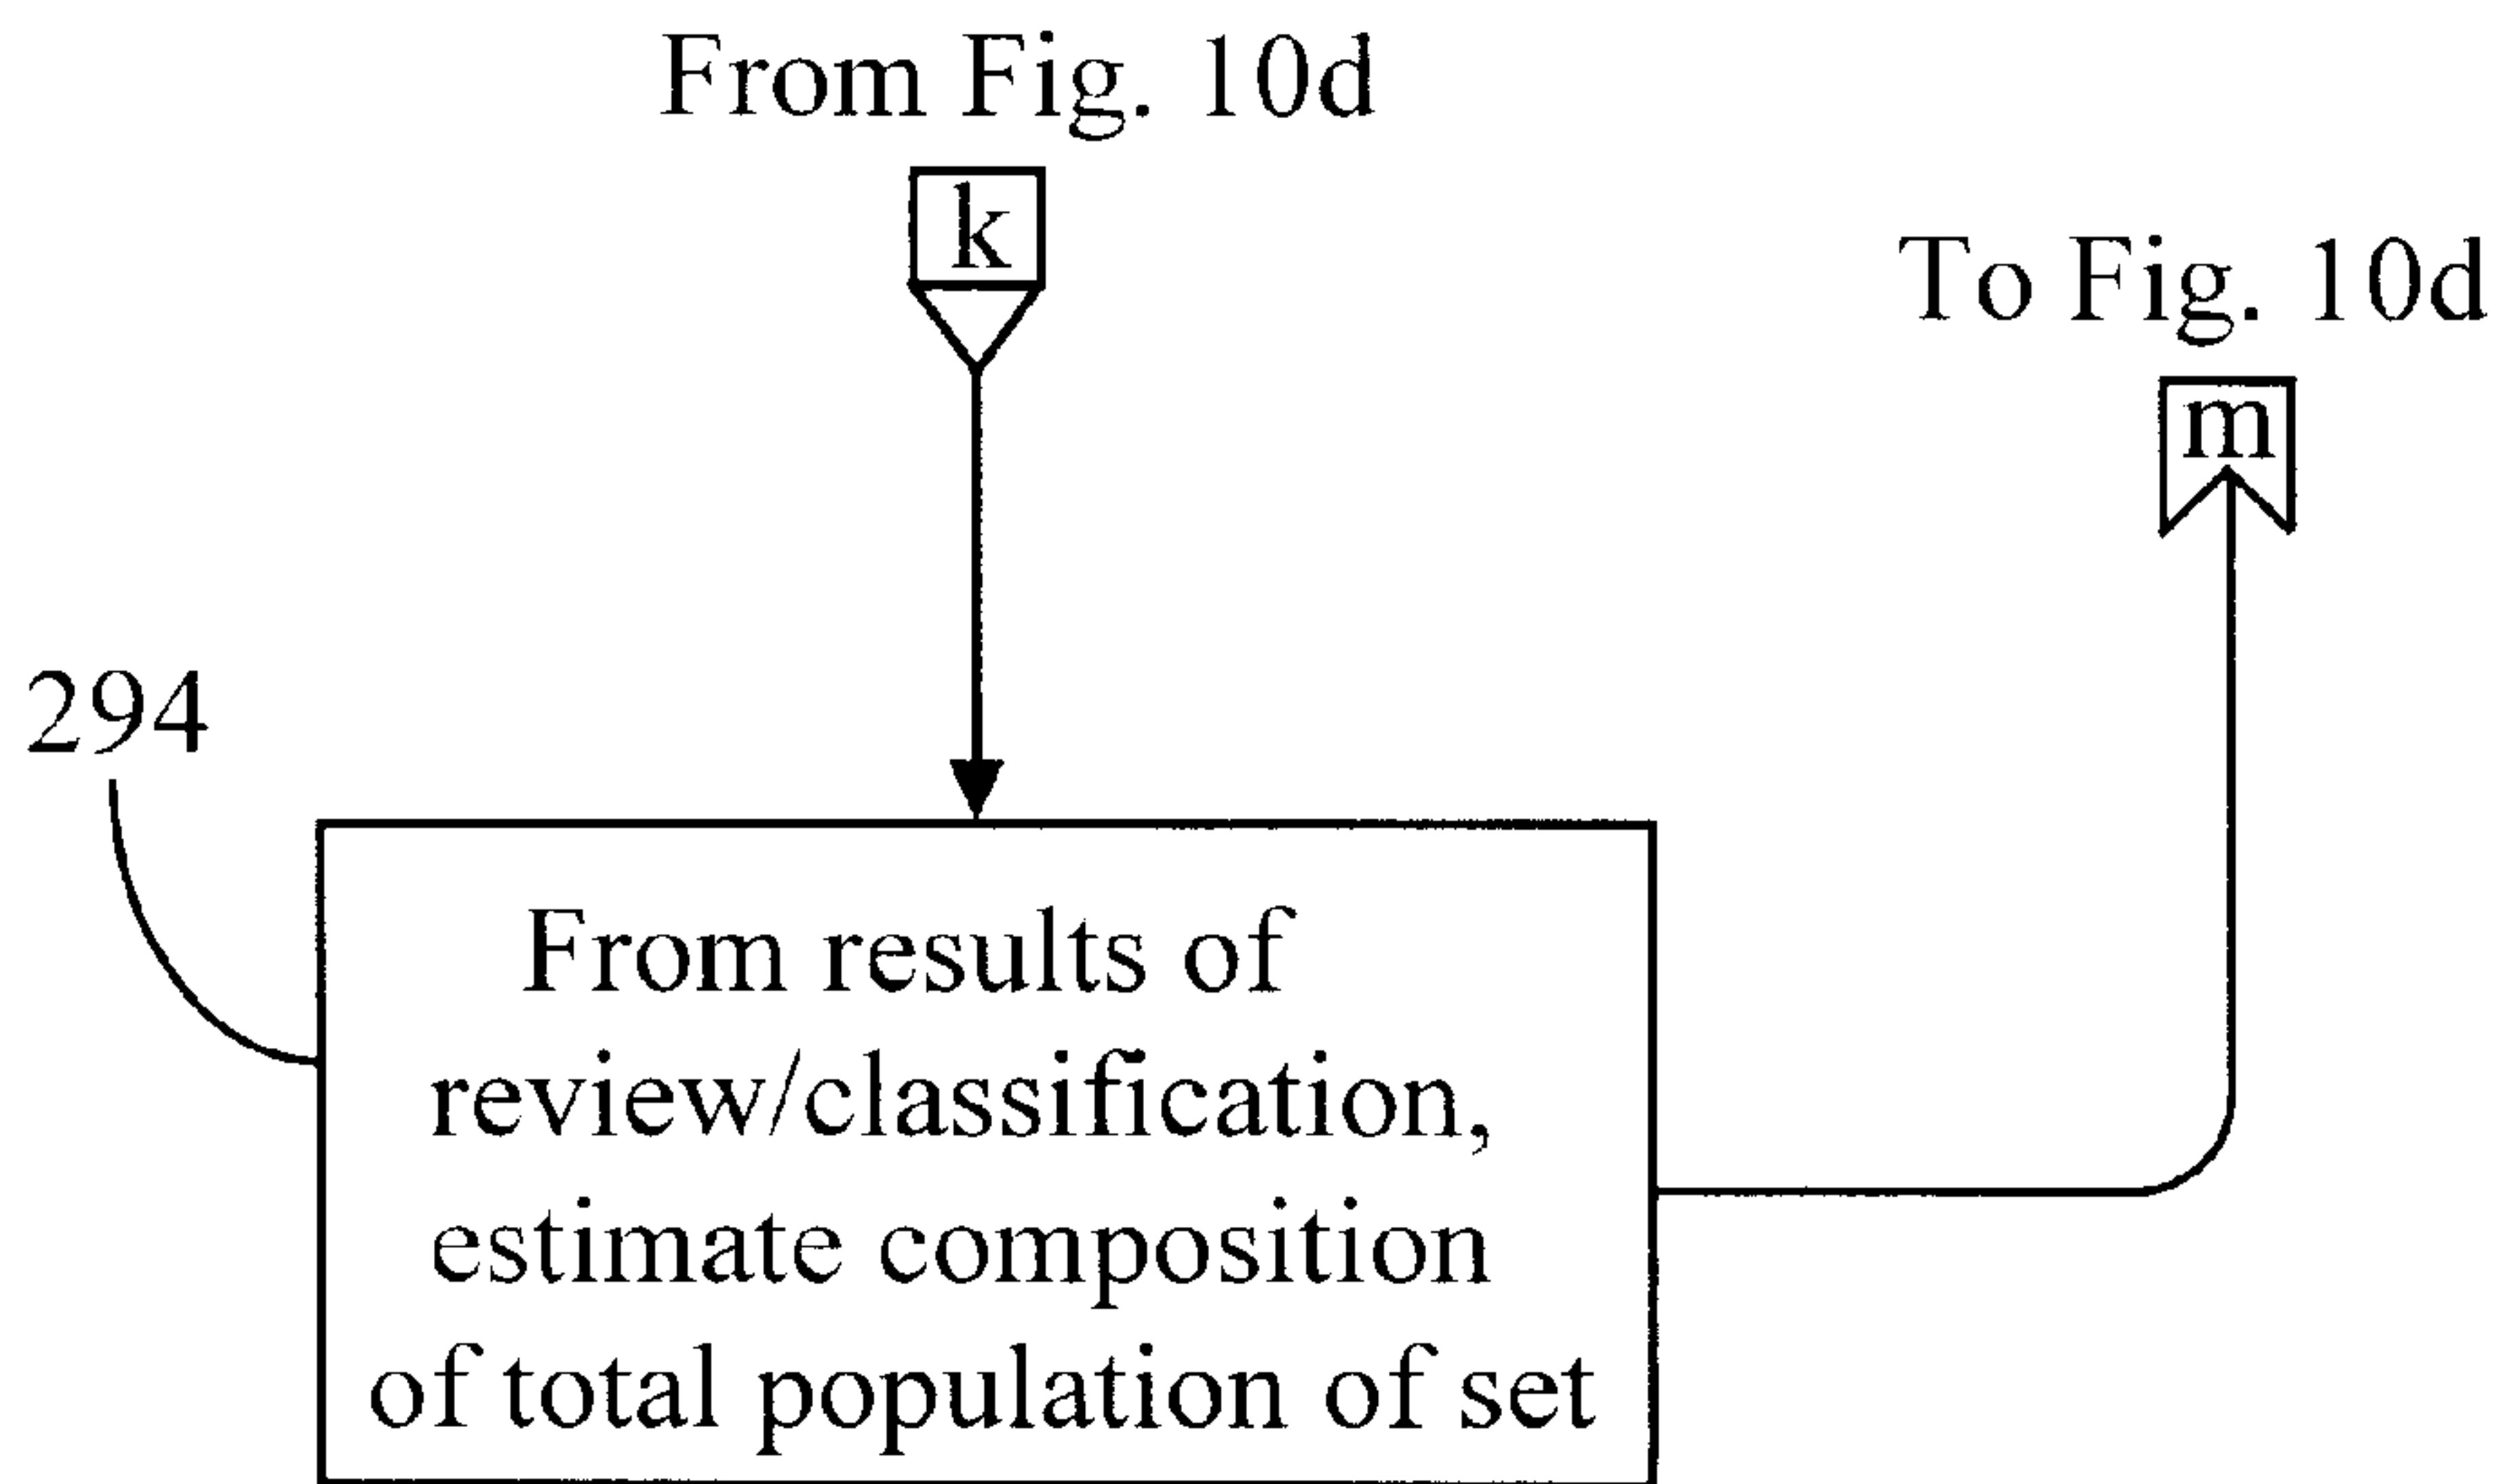 From Fig. 10d
k
To Fig. 10d
m
294
From results of
review/classification,
estimate composition
of total population of set